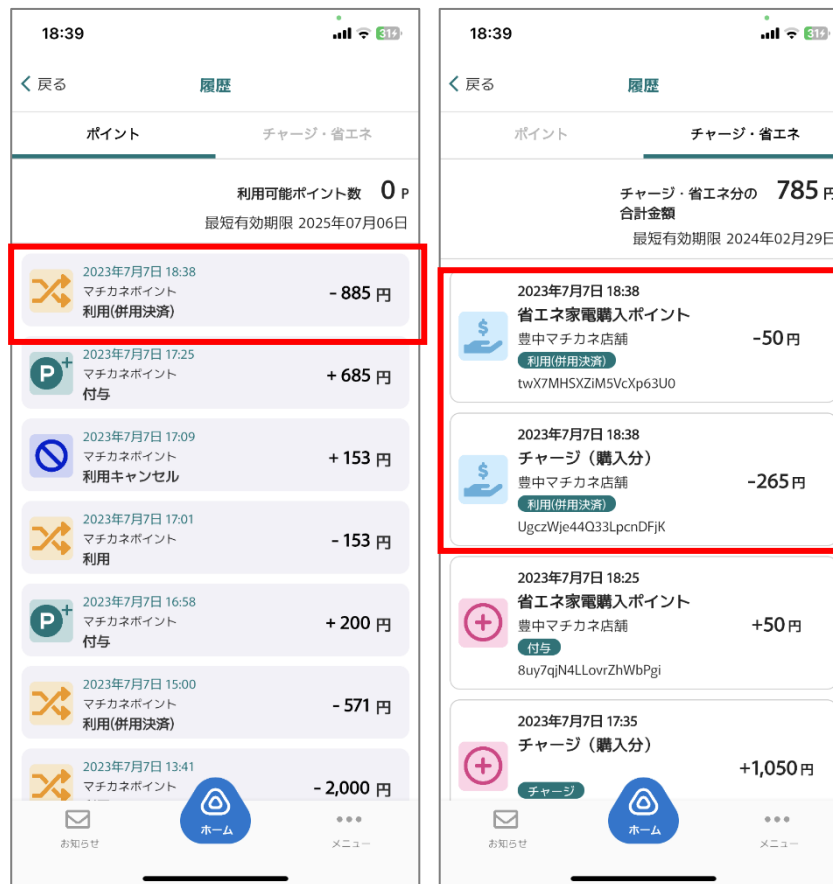 18:39
31
戻る
履歴
ポイント
チャージ・省エネ
利用可能ポイント数 0 P
最短有効期限 2025年07月06日
2023年7月7日 18:38
マチカネポイント
利用(併用決済)
- 885 円
2023年7月7日 17:25
マチカネポイント
付与
+ 685 円
2023年7月7日 17:09
マチカネポイント
利用キャンセル
+ 153 円
2023年7月7日 17:01
マチカネポイント
利用
- 153 円
2023年7月7日 16:58
マチカネポイント
付与
+ 200 円
2023年7月7日 15:00
マチカネポイント
利用(併用決済)
- 571 円
2023年7月7日 13:41
マチカネポイント
- 2,000 円
お知らせ
ホーム
メニュー
18:39
31
戻る
履歴
ポイント
チャージ・省エネ
チャージ・省エネ分の
合計金額
785 円
最短有効期限 2024年02月29日
2023年7月7日 18:38
省エネ家電購入ポイント
豊中マチカネ店舗
利用(併用決済)
twX7MHSXZiM5VcXp63U0
-50 円
2023年7月7日 18:38
チャージ（購入分）
豊中マチカネ店舗
利用(併用決済)
UgczWje44Q33LpcnDFjK
-265 円
2023年7月7日 18:25
省エネ家電購入ポイント
豊中マチカネ店舗
付与
8uy7qjN4LLovrZhWbPgi
+50 円
2023年7月7日 17:35
チャージ（購入分）
チャージ
+1,050 円
お知らせ
ホーム
メニュー